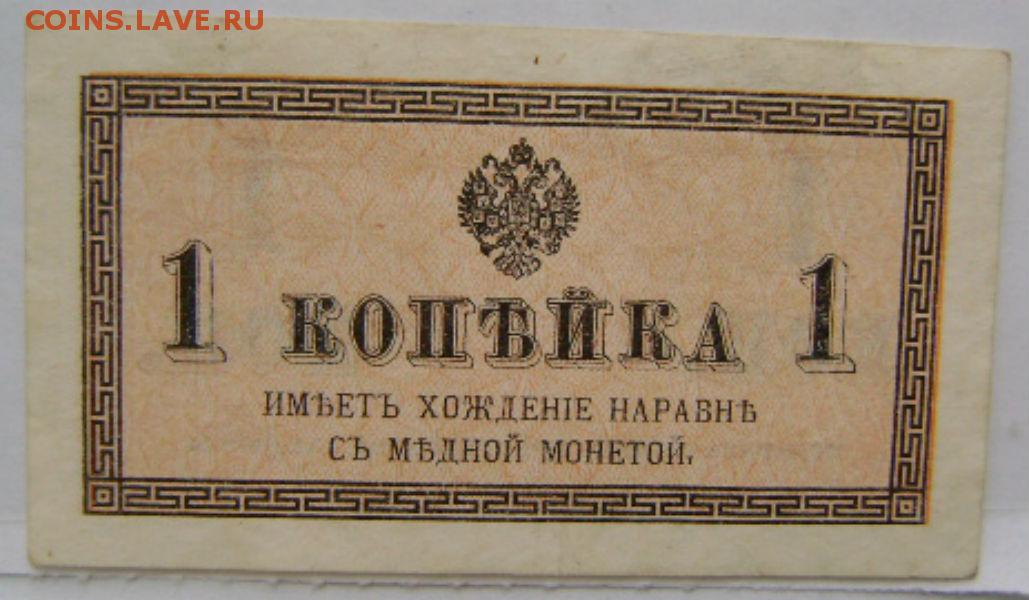 COINS.LAVE.RU
1 КОПѢЙКА 1
ИМѢЕТЪ ХОЖДЕНІЕ НАРАВНѢ
СЪ МѢДНОЙ МОНЕТОЙ.